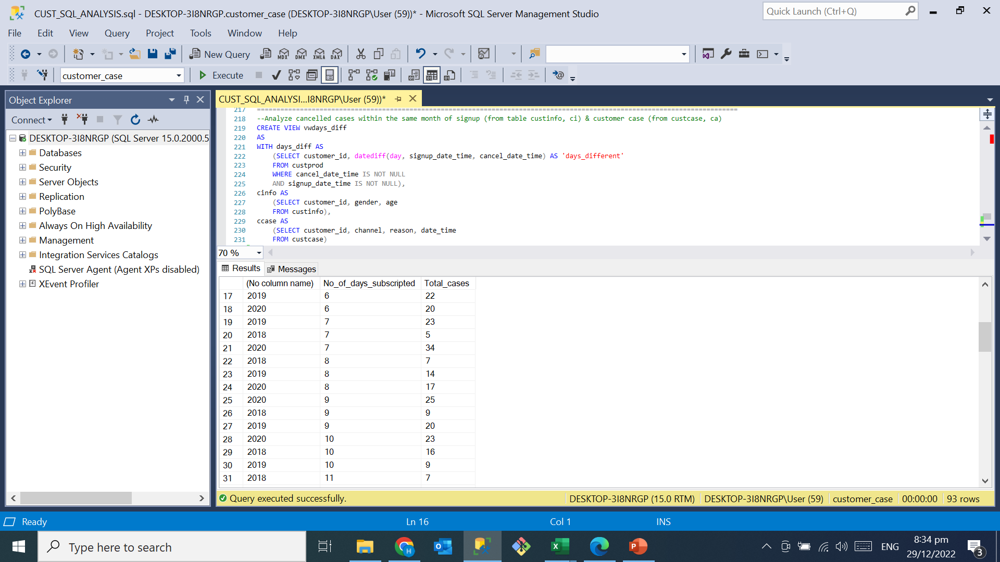 CUST_SQL_ANALYSIS.sql - DESKTOP-3I8NRGP.customer_case (DESKTOP-3I8NRGP\User (59))* - Microsoft SQL Server Management Studio
Quick Launch (Ctrl+Q)
File Edit View Query Project Tools Window Help
New Query MDX DMX XMLA DAX
customer_case Execute
Object Explorer
Connect
DESKTOP-3I8NRGP (SQL Server 15.0.2000.5
Databases
Security
Server Objects
Replication
PolyBase
Always On High Availability
Management
Integration Services Catalogs
SQL Server Agent (Agent XPs disabled)
XEvent Profiler
CUST_SQL_ANALYSI...I8NRGP\User (59))*
217
218 --Analyze cancelled cases within the same month of signup (from table custinfo, ci) & customer case (from custcase, ca)
219 CREATE VIEW vwdays_diff
220 AS
221 WITH days_diff AS
222 (SELECT customer_id, datediff(day, signup_date_time, cancel_date_time) AS 'days_different'
223 FROM custprod
224 WHERE cancel_date_time IS NOT NULL
225 AND signup_date_time IS NOT NULL),
226 cinfo AS
227 (SELECT customer_id, gender, age
228 FROM custinfo),
229 ccase AS
230 (SELECT customer_id, channel, reason, date_time
231 FROM custcase)
70 %
Results Messages
(No column name) No_of_days_subscripted Total_cases
17 2019 6 22
18 2020 6 20
19 2019 7 23
20 2018 7 5
21 2020 7 34
22 2018 8 7
23 2019 8 14
24 2020 8 17
25 2020 9 25
26 2018 9 9
27 2019 9 20
28 2020 10 23
29 2018 10 16
30 2019 10 9
31 2018 11 7
Query executed successfully. DESKTOP-3I8NRGP (15.0 RTM) DESKTOP-3I8NRGP\User (59) customer_case 00:00:00 93 rows
Ready Ln 16 Col 1 INS
Type here to search
ENG
8:34 pm
29/12/2022
3